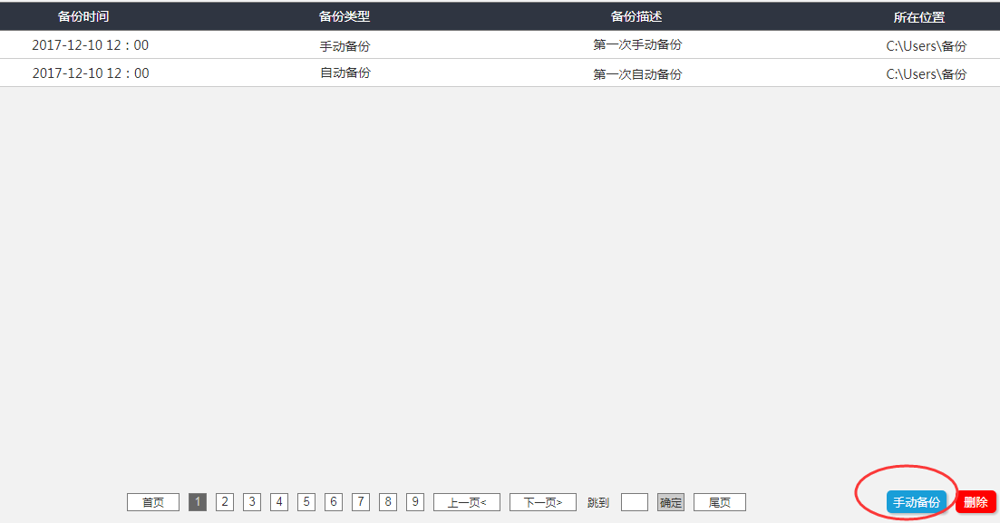 备份时间 备份类型 备份描述 所在位置
2017-12-10 12：00 手动备份 第一次手动备份 C:\Users\备份
2017-12-10 12：00 自动备份 第一次自动备份 C:\Users\备份
首页 1 2 3 4 5 6 7 8 9 上一页< 下一页> 跳到 确定 尾页 手动备份 删除